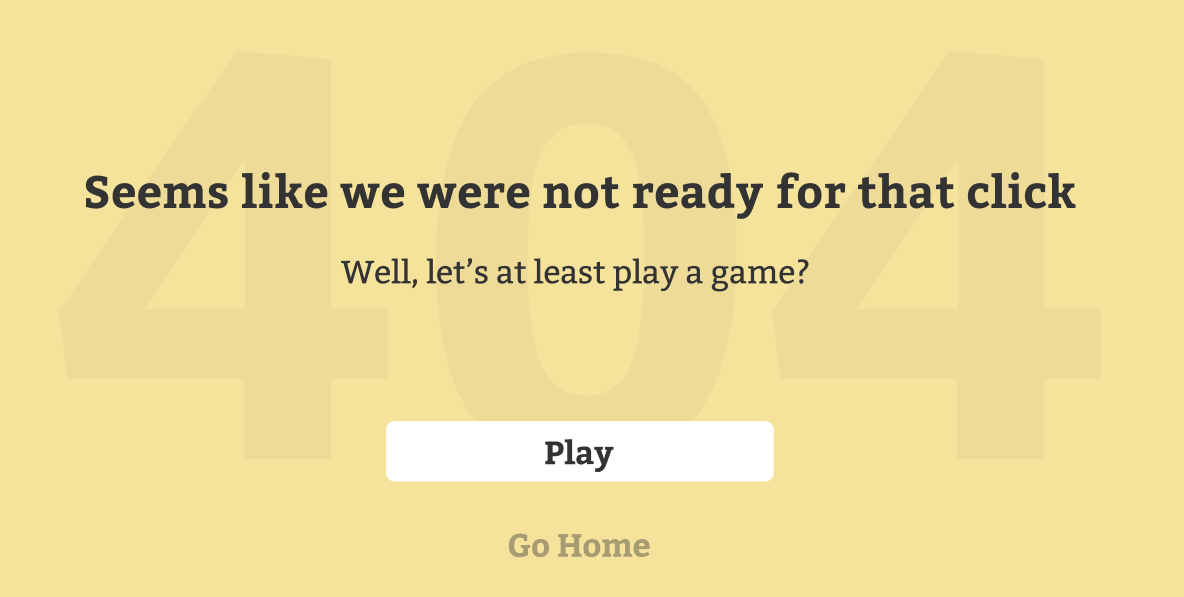 404
Seems like we were not ready for that click
Well, let’s at least play a game?
Play
Go Home